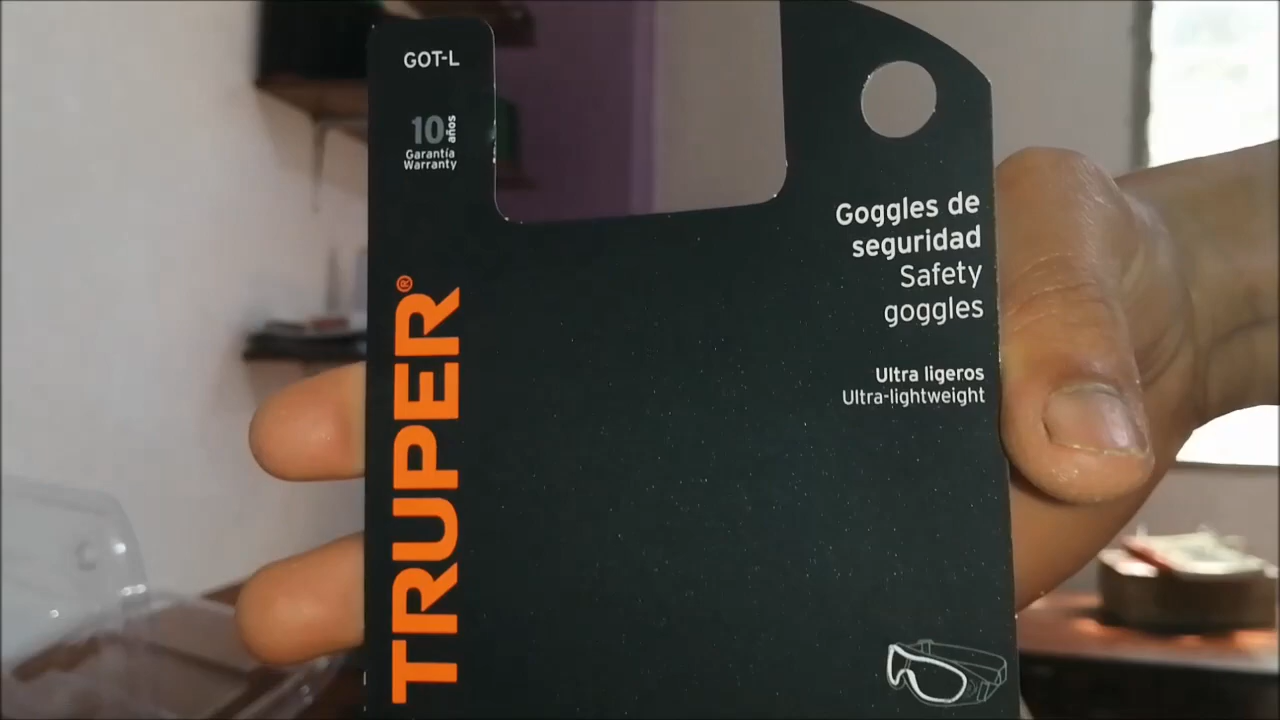 GOT-L
10 años
Garantía
Warranty
TRUPER®
Goggles de
seguridad
Safety
goggles
Ultra ligeros
Ultra-lightweight